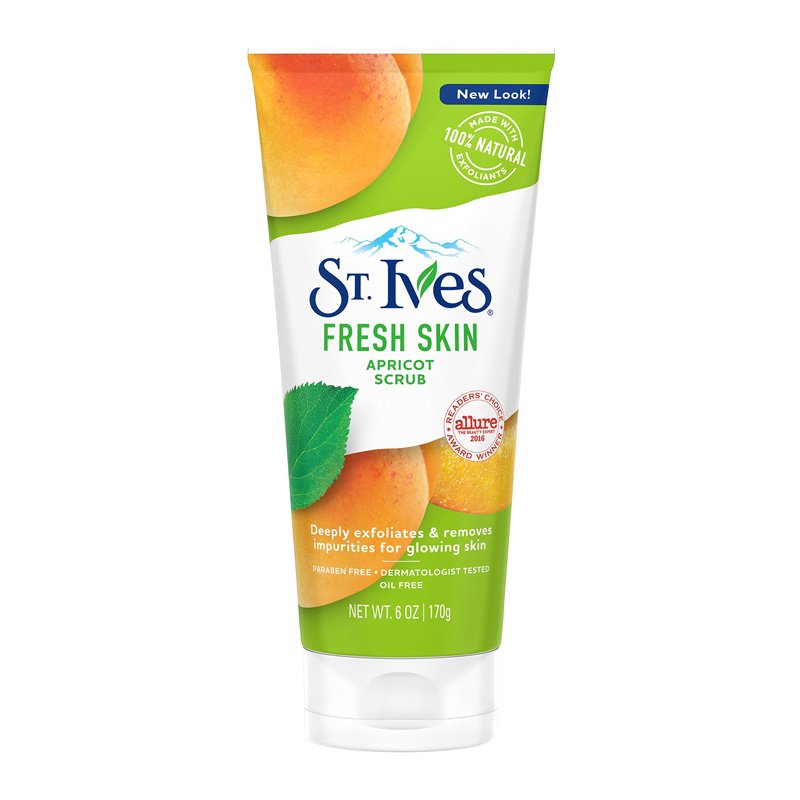 New Look!
MADE WITH
100% NATURAL
EXFOLIANTS
ST. IVES®
FRESH SKIN
APRICOT
SCRUB
READERS' CHOICE
allure
THE BEAUTY EXPERT
2016
AWARD WINNER
Deeply exfoliates & removes
impurities for glowing skin
PARABEN FREE • DERMATOLOGIST TESTED
OIL FREE
NET WT. 6 OZ | 170g